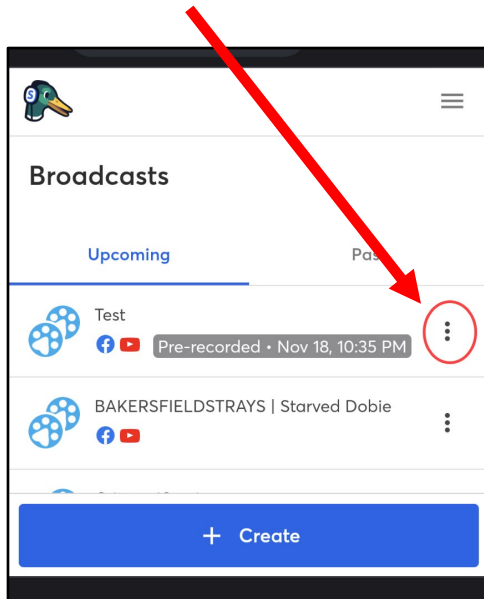 S
Broadcasts
Upcoming
Pas
Test
Pre-recorded • Nov 18, 10:35 PM
BAKERSFIELDSTRAYS | Starved Dobie
+ Create